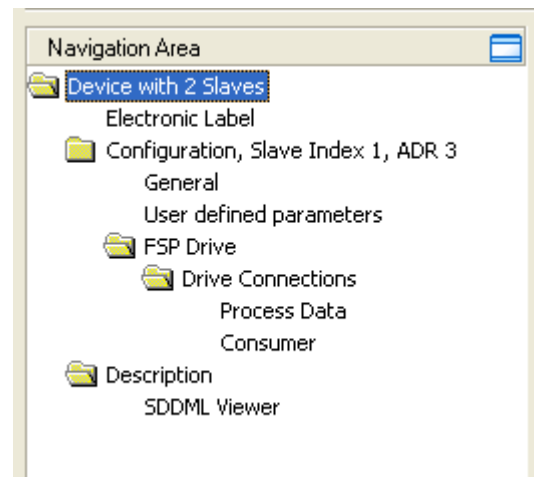 Navigation Area
Device with 2 Slaves
Electronic Label
Configuration, Slave Index 1, ADR 3
General
User defined parameters
FSP Drive
Drive Connections
Process Data
Consumer
Description
SDDML Viewer